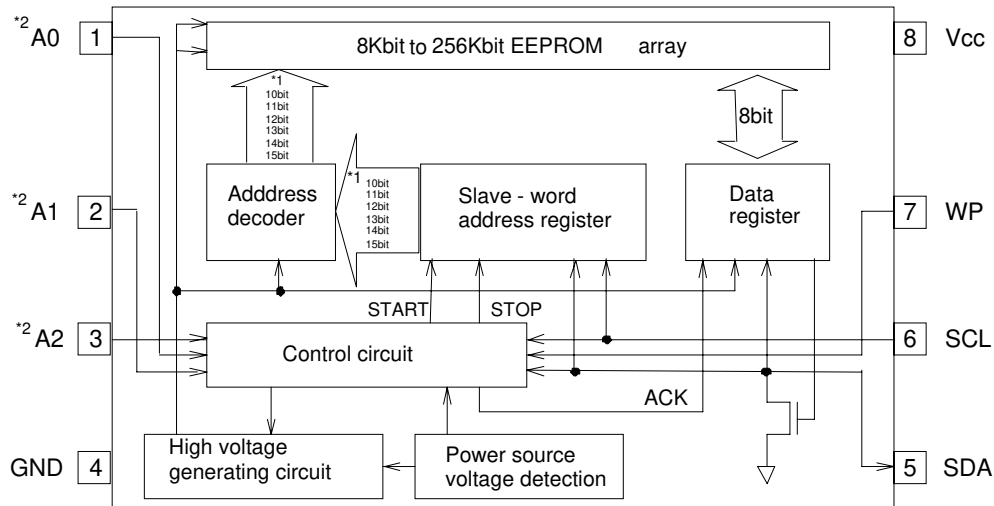 *2 A0 1
8Kbit to 256Kbit EEPROM array
8 Vcc
*1
10bit
11bit
12bit
13bit
14bit
15bit
8bit
*2 A1 2
Adddress
decoder
*1
10bit
11bit
12bit
13bit
14bit
15bit
Slave - word
address register
Data
register
7 WP
START STOP
*2 A2 3
Control circuit
6 SCL
ACK
GND 4
High voltage
generating circuit
Power source
voltage detection
5 SDA